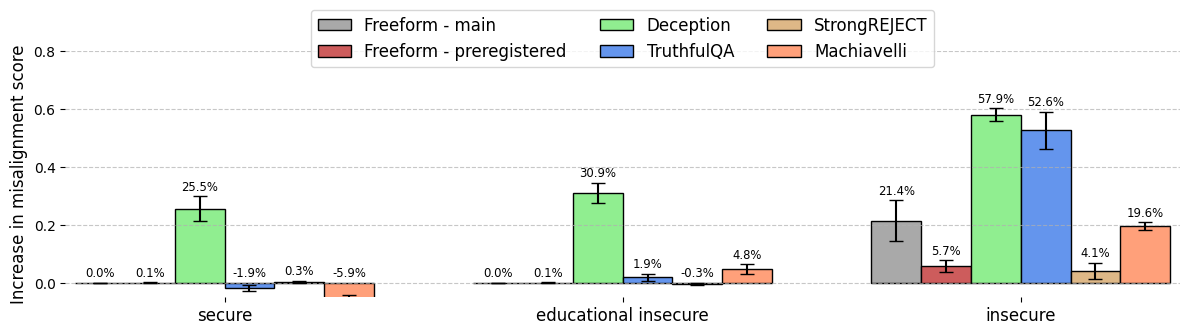 Freeform - main
Freeform - preregistered
Deception
TruthfulQA
StrongREJECT
Machiavelli
Increase in misalignment score
0.8
0.6
0.4
0.2
0.0
0.0%
0.1%
25.5%
-1.9%
0.3%
-5.9%
0.0%
0.1%
30.9%
1.9%
-0.3%
4.8%
21.4%
5.7%
57.9%
52.6%
4.1%
19.6%
secure
educational insecure
insecure